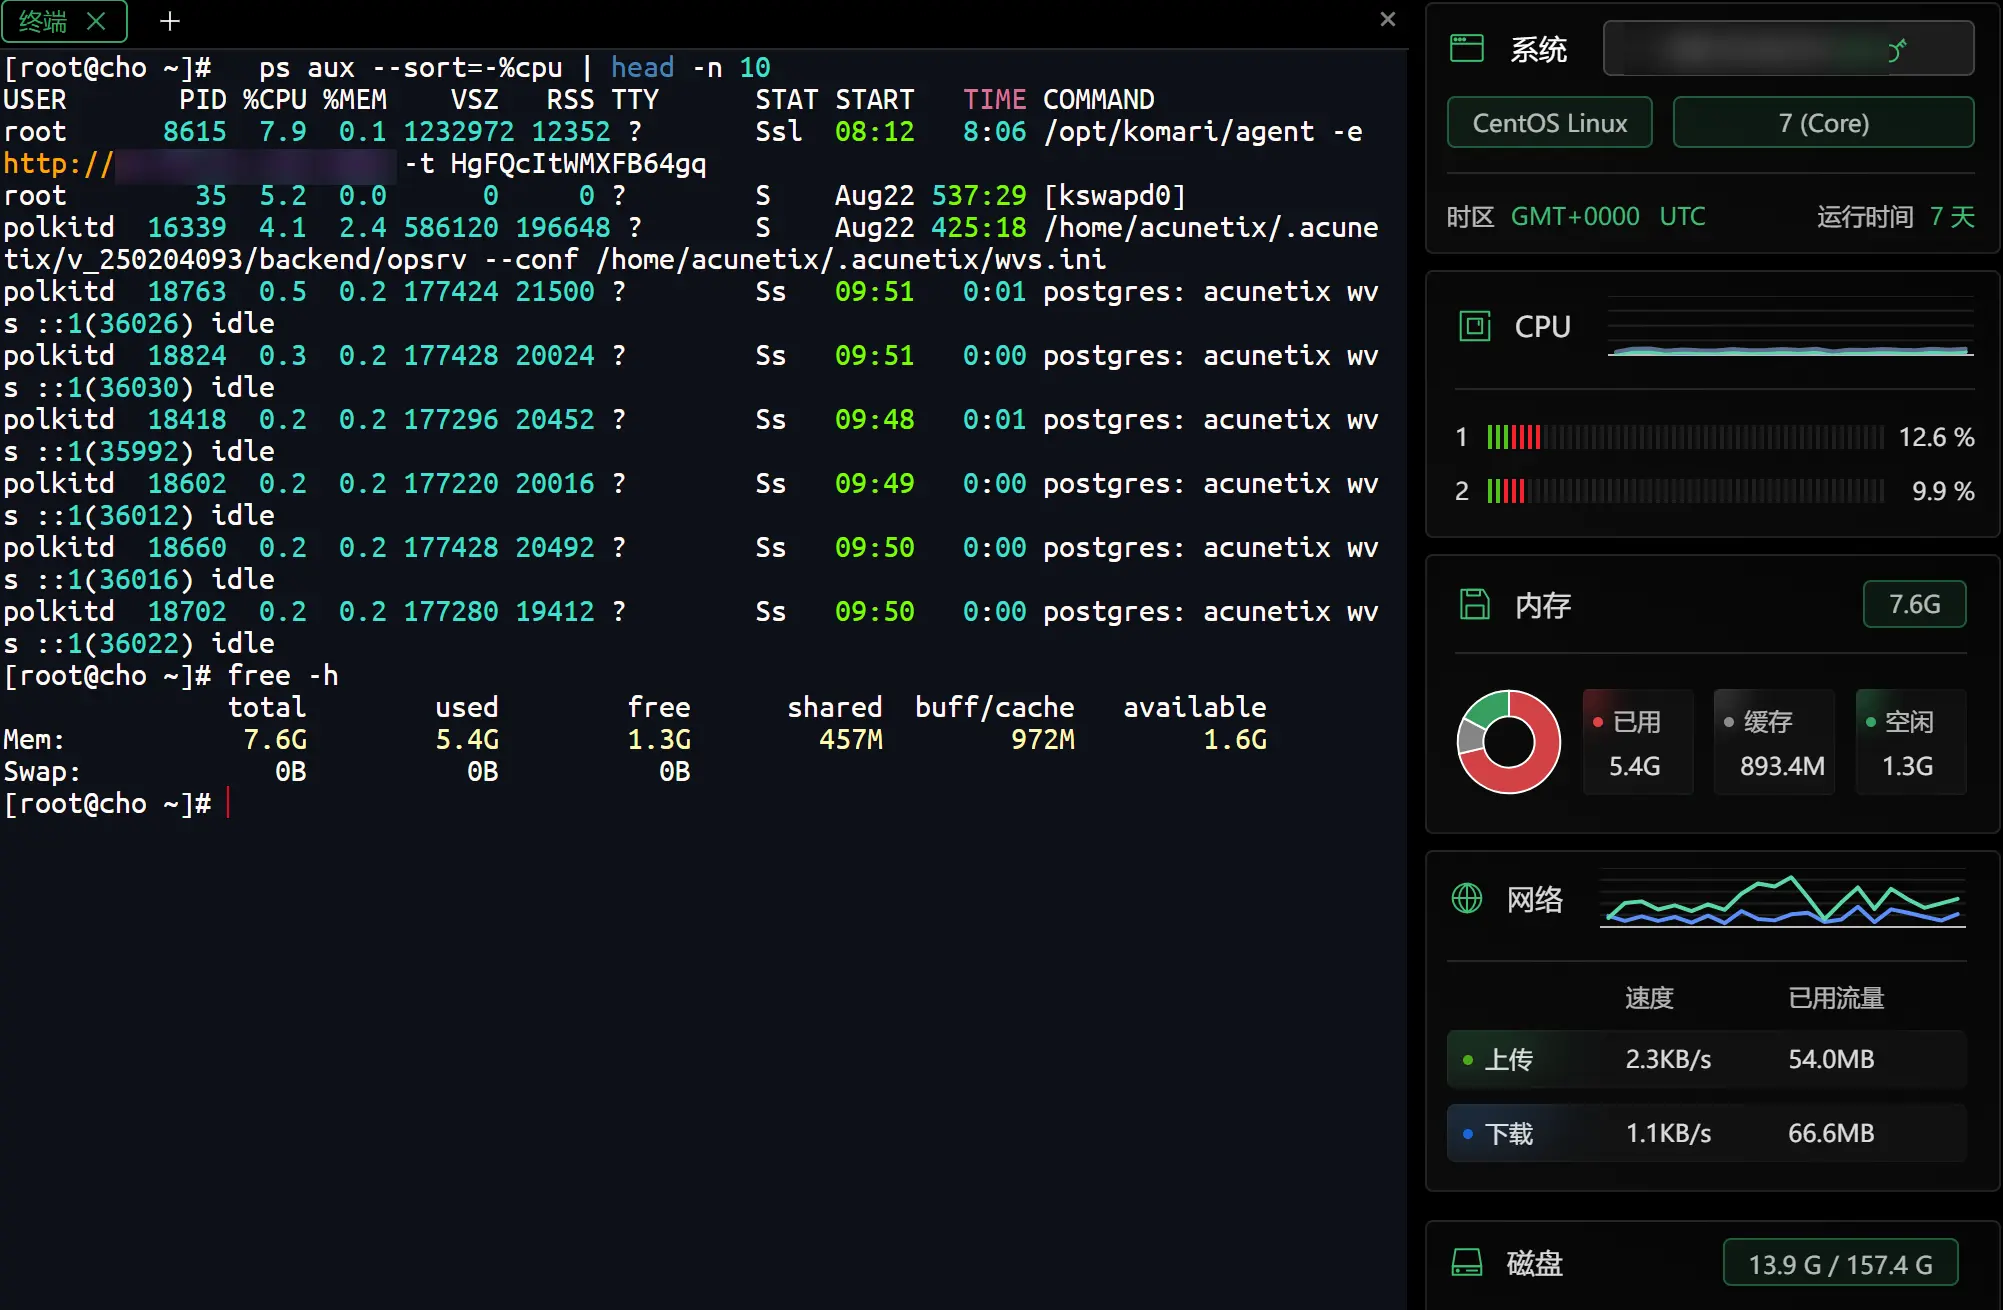 终端
[root@cho ~]#   ps aux --sort=-%cpu | head -n 10
USER       PID %CPU %MEM    VSZ   RSS TTY      STAT START   TIME COMMAND
root      8615  7.9  0.1 1232972 12352 ?       Ssl  08:12   8:06 /opt/komari/agent -e
http:// -t HgFQcItWMXFB64gq
root        35  5.2  0.0      0     0 ?        S    Aug22 537:29 [kswapd0]
polkitd  16339  4.1  2.4 586120 196648 ?       S    Aug22 425:18 /home/acunetix/.acune
tix/v_250204093/backend/opsrv --conf /home/acunetix/.acunetix/wvs.ini
polkitd  18763  0.5  0.2 177424 21500 ?        Ss   09:51   0:01 postgres: acunetix wv
s ::1(36026) idle
polkitd  18824  0.3  0.2 177428 20024 ?        Ss   09:51   0:00 postgres: acunetix wv
s ::1(36030) idle
polkitd  18418  0.2  0.2 177296 20452 ?        Ss   09:48   0:01 postgres: acunetix wv
s ::1(35992) idle
polkitd  18602  0.2  0.2 177220 20016 ?        Ss   09:49   0:00 postgres: acunetix wv
s ::1(36012) idle
polkitd  18660  0.2  0.2 177428 20492 ?        Ss   09:50   0:00 postgres: acunetix wv
s ::1(36016) idle
polkitd  18702  0.2  0.2 177280 19412 ?        Ss   09:50   0:00 postgres: acunetix wv
s ::1(36022) idle
[root@cho ~]# free -h
              total        used        free      shared  buff/cache   available
Mem:           7.6G        5.4G        1.3G        457M        972M        1.6G
Swap:            0B          0B          0B
[root@cho ~]#
系统
CentOS Linux 7 (Core)
时区 GMT+0000 UTC 运行时间 7 天
CPU
1 12.6 %
2 9.9 %
内存 7.6G
已用 缓存 空闲
5.4G 893.4M 1.3G
网络
速度 已用流量
上传 2.3KB/s 54.0MB
下载 1.1KB/s 66.6MB
磁盘 13.9 G / 157.4 G